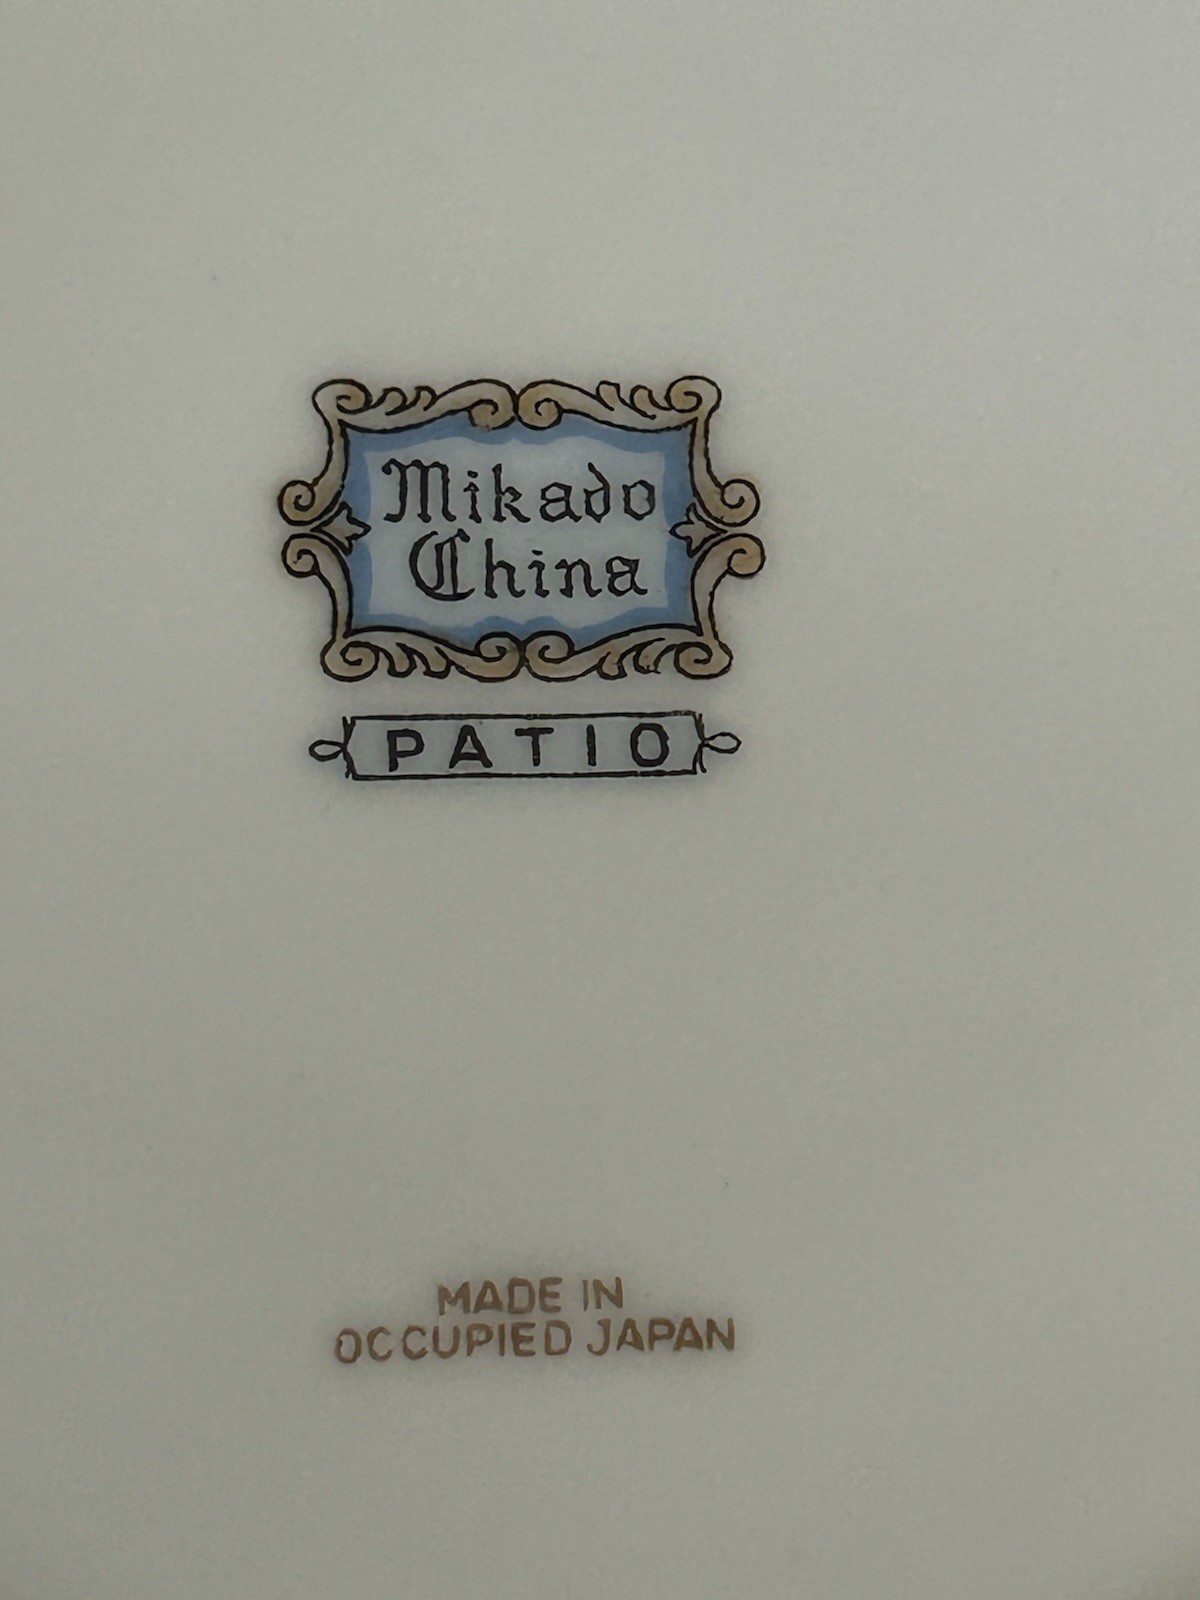 Mikado
China
PATIO
MADE IN
OCCUPIED JAPAN